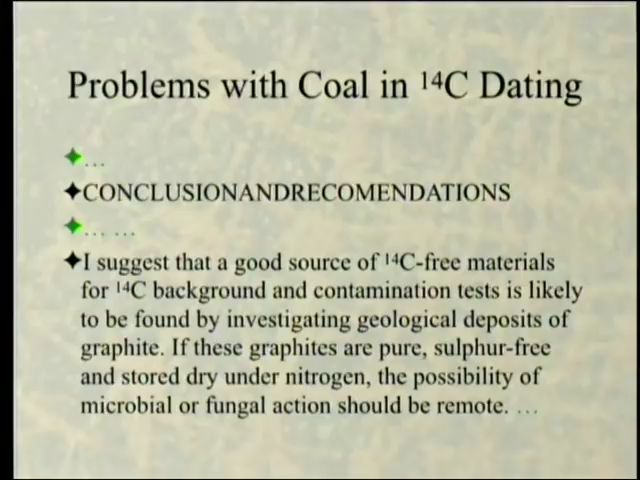 Problems with Coal in ¹⁴C Dating
…
CONCLUSIONANDRECOMENDATIONS
… …
I suggest that a good source of ¹⁴C-free materials
for ¹⁴C background and contamination tests is likely
to be found by investigating geological deposits of
graphite. If these graphites are pure, sulphur-free
and stored dry under nitrogen, the possibility of
microbial or fungal action should be remote. …